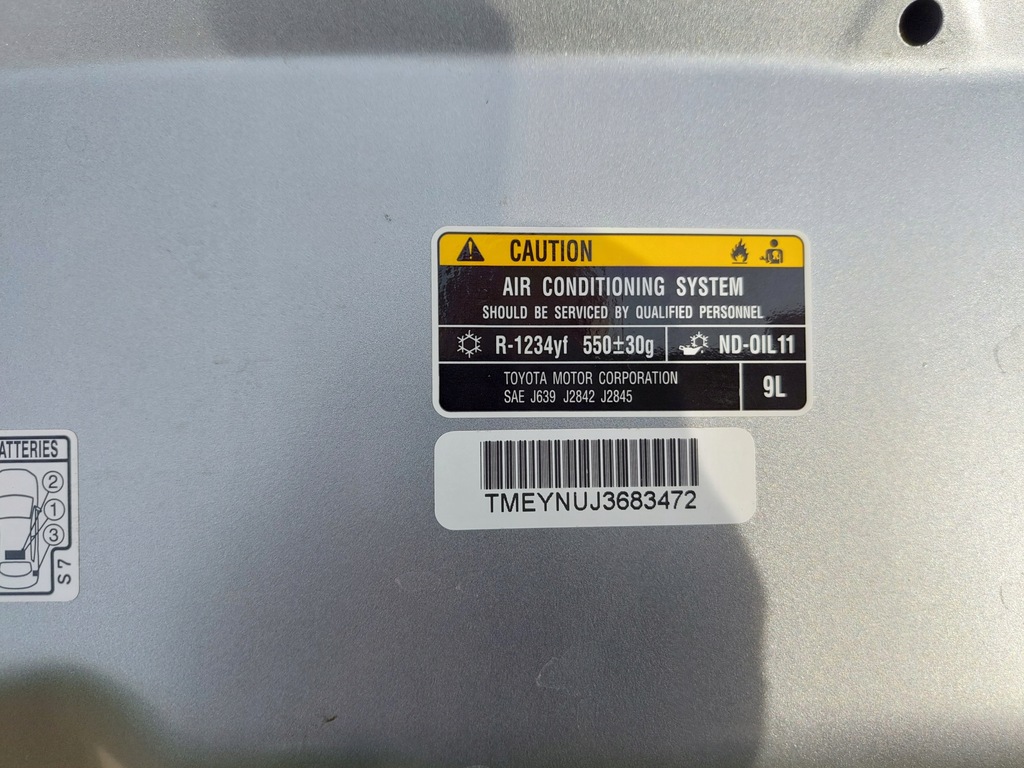 CAUTION
AIR CONDITIONING SYSTEM
SHOULD BE SERVICED BY QUALIFIED PERSONNEL
R-1234yf 550±30g ND-OIL11
TOYOTA MOTOR CORPORATION
SAE J639 J2842 J2845
9L
TMEYNUJ3683472
ATTERIES
2
1
3
S7